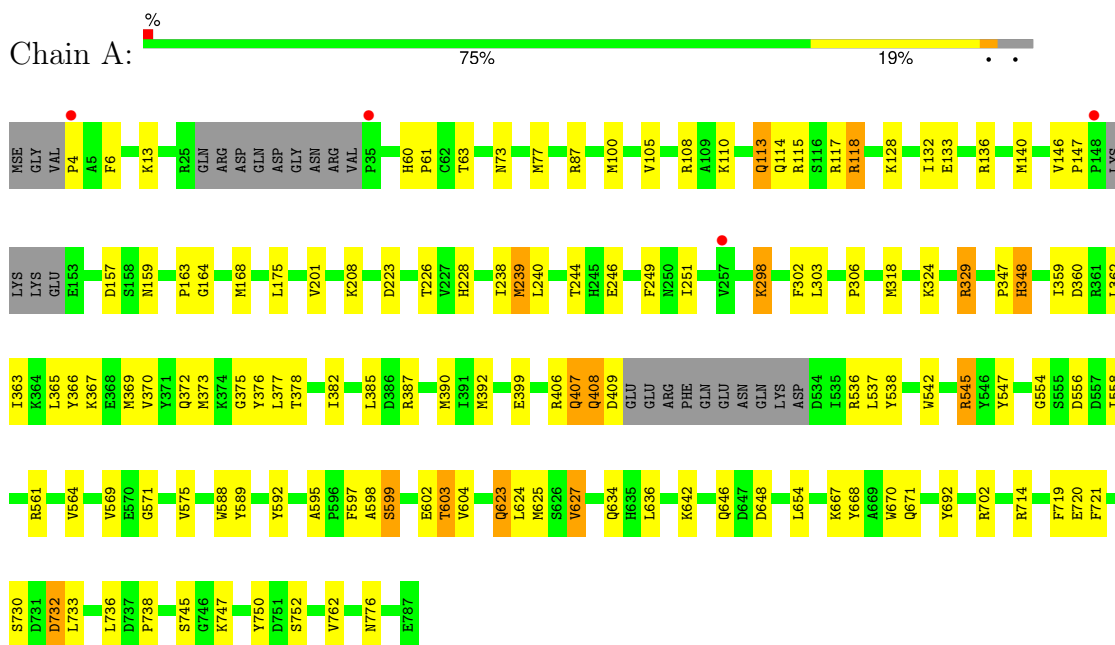 %
Chain A:
75% 19% • •
MSE GLY VAL P4 A5 F6 K13 R25 GLN ARG ASP GLN ASP GLY ASN ARG VAL P35 H60 P61 C62 T63 N73 M77 R87 M100 V105 R108 A109 K110 Q113 Q114 R115 S116 R117 R118 K128 I132 E133 R136 M140 V146 P147 P148 LYS
LYS LYS GLU E153 D157 S158 N159 P163 G164 M168 L175 V201 K208 D223 T226 V227 H228 I238 M239 L240 T244 H245 E246 F249 N250 I251 V257 K298 F302 L303 P306 M318 K324 R329 P347 H348 I359 D360 R361 L362
I363 K364 L365 Y366 K367 E368 M369 V370 Y371 Q372 M373 K374 G375 Y376 L377 T378 I382 L385 D386 R387 M390 I391 M392 E399 R406 Q407 Q408 D409 GLU GLU ARG PHE GLN GLU ASN GLN LYS ASP D534 I535 R536 L537 Y538 W542 R545 Y546 Y547 G554 S555 D556 D557 I558
R561 V564 V569 E570 G571 V575 W588 Y589 Y592 A595 P596 F597 A598 S599 E602 T603 V604 Q623 L624 M625 S626 V627 Q634 H635 L636 K642 Q646 D647 D648 L654 K667 Y668 A669 W670 Q671 Y692 R702 R714 F719 E720 F721
S730 D731 D732 L733 L736 D737 P738 S745 G746 K747 Y750 D751 S752 V762 N776 E787